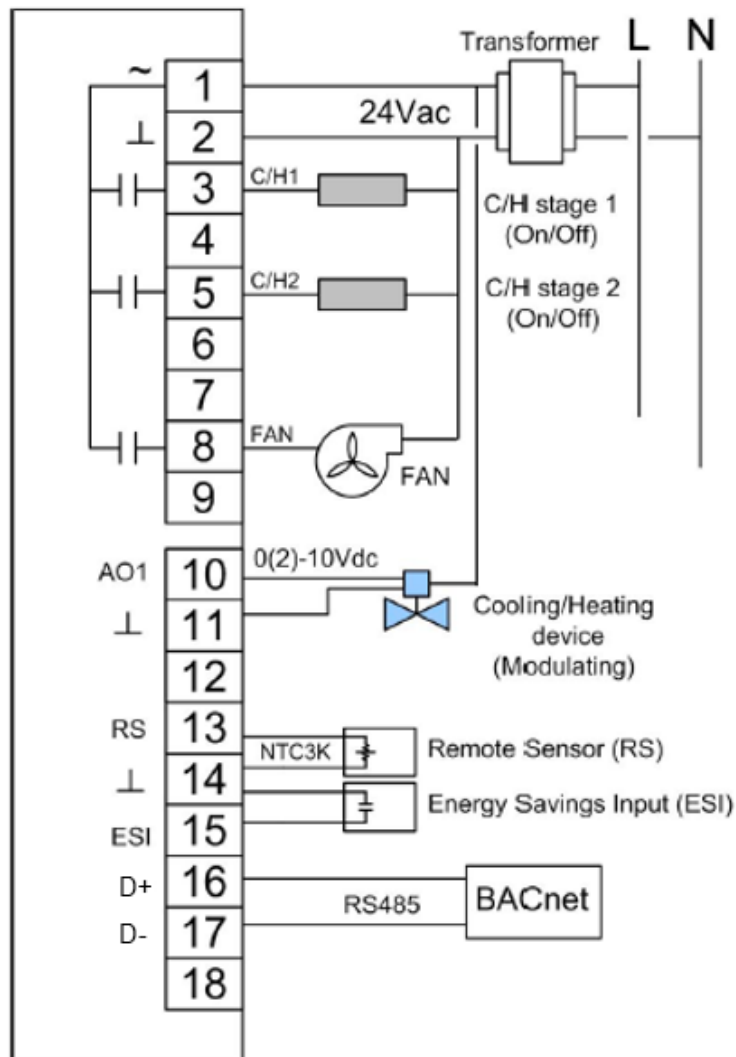 Transformer L N
~ 1
24Vac
⊥ 2
3 C/H1
C/H stage 1
(On/Off)
4
5 C/H2
C/H stage 2
(On/Off)
6
7
8 FAN
FAN
9
AO1 10 0(2)-10Vdc
⊥ 11
Cooling/Heating
device
(Modulating)
12
RS 13
NTC3K Remote Sensor (RS)
⊥ 14
Energy Savings Input (ESI)
ESI 15
D+ 16
RS485 BACnet
D- 17
18